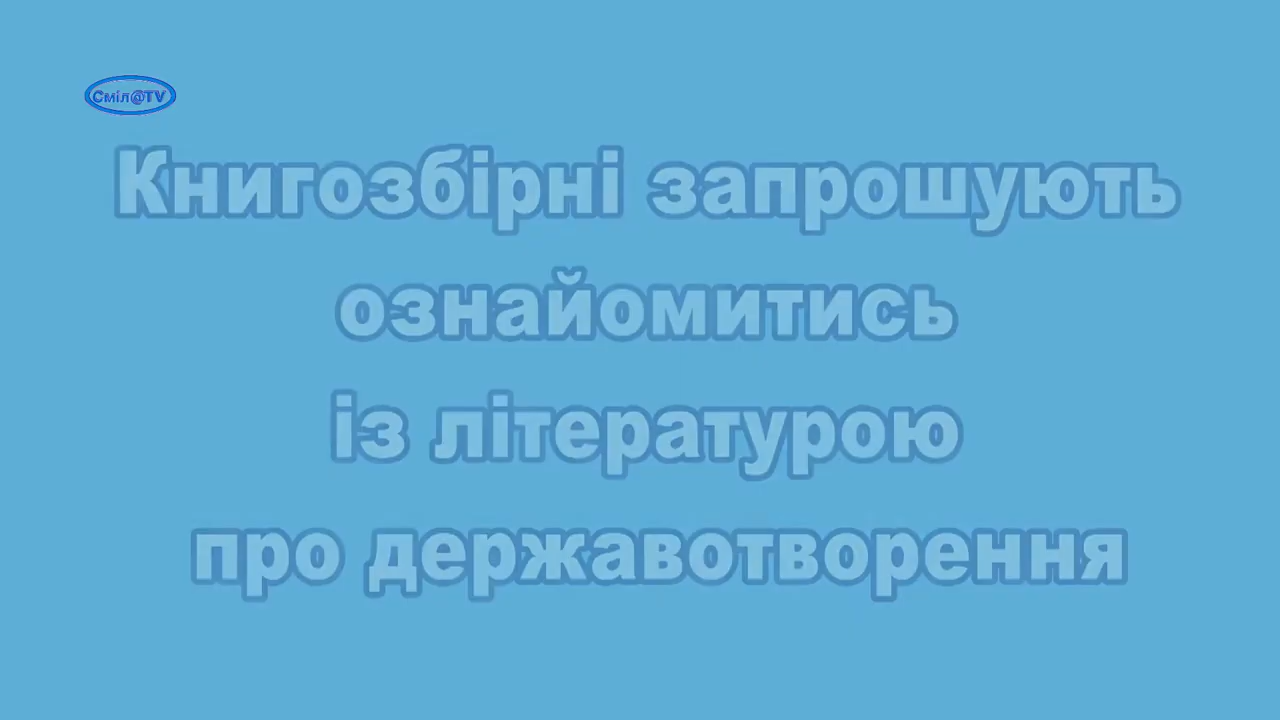 Сміл@TV
Книгозбірні запрошують
ознайомитись
із літературою
про державотворення